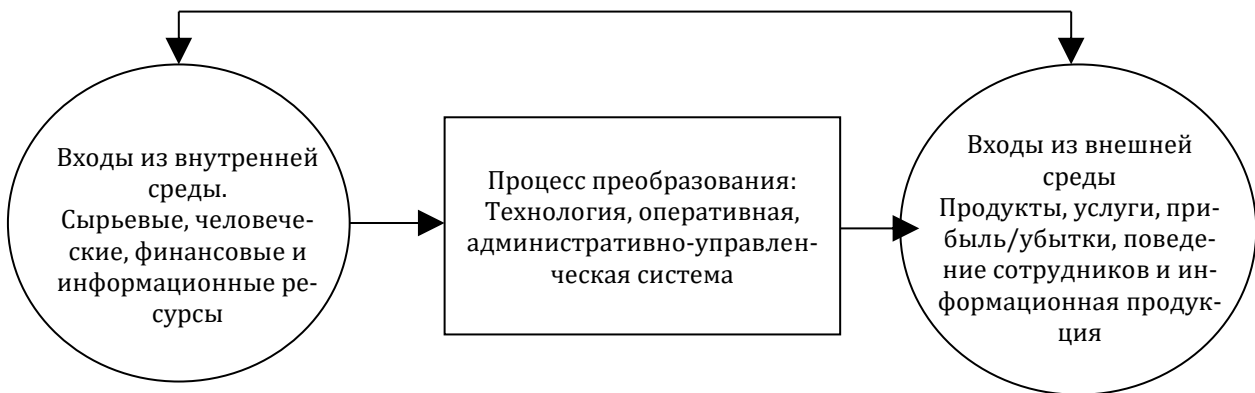 Входы из внутренней
среды.
Сырьевые, человече-
ские, финансовые и
информационные ре-
сурсы
Процесс преобразования:
Технология, оперативная,
административно-управлен-
ческая система
Входы из внешней
среды
Продукты, услуги, при-
быль/убытки, поведе-
ние сотрудников и ин-
формационная продук-
ция